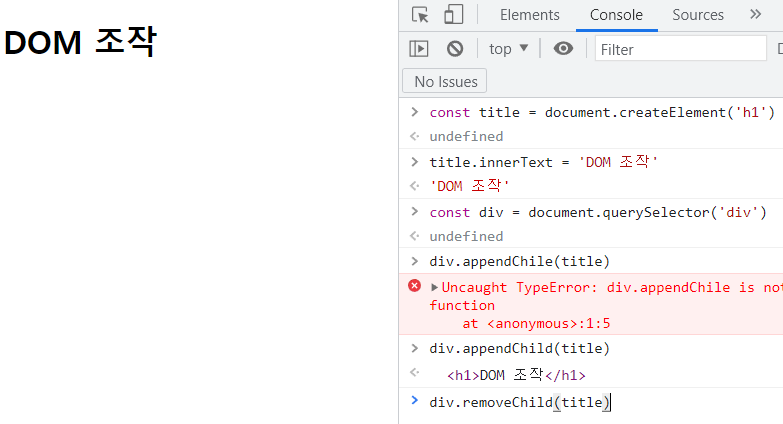 DOM 조작
Elements Console Sources
top Filter
No Issues
const title = document.createElement('h1')
undefined
title.innerText = 'DOM 조작'
'DOM 조작'
const div = document.querySelector('div')
undefined
div.appendChile(title)
Uncaught TypeError: div.appendChile is not
function
at <anonymous>:1:5
div.appendChild(title)
<h1>DOM 조작</h1>
div.removeChild(title)